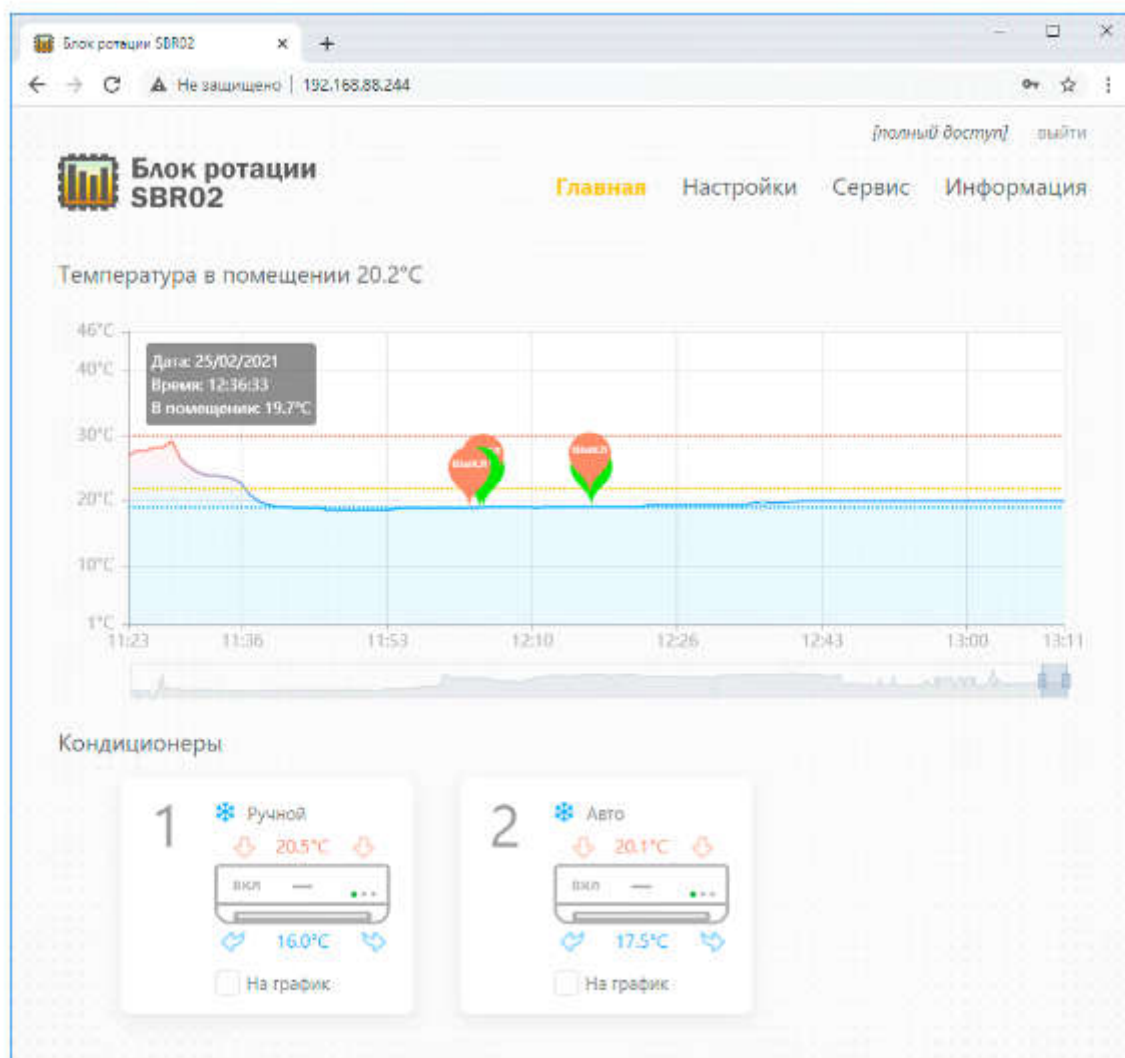 Блок ротации SBR02
Не защищено | 192.168.88.244
[полный доступ] выйти
Блок ротации
SBR02
Главная Настройки Сервис Информация
Температура в помещении 20.2°C
46°C
Дата: 25/02/2021
40°C
Время: 12:36:33
В помещении: 19.7°C
30°C
ВЫКЛ ВЫКЛ
20°C
10°C
1°C
11:23 11:36 11:53 12:10 12:26 12:43 13:00 13:11
Кондиционеры
1 Ручной
20.5°C
ВКЛ —
16.0°C
На график
2 Авто
20.1°C
ВКЛ —
17.5°C
На график